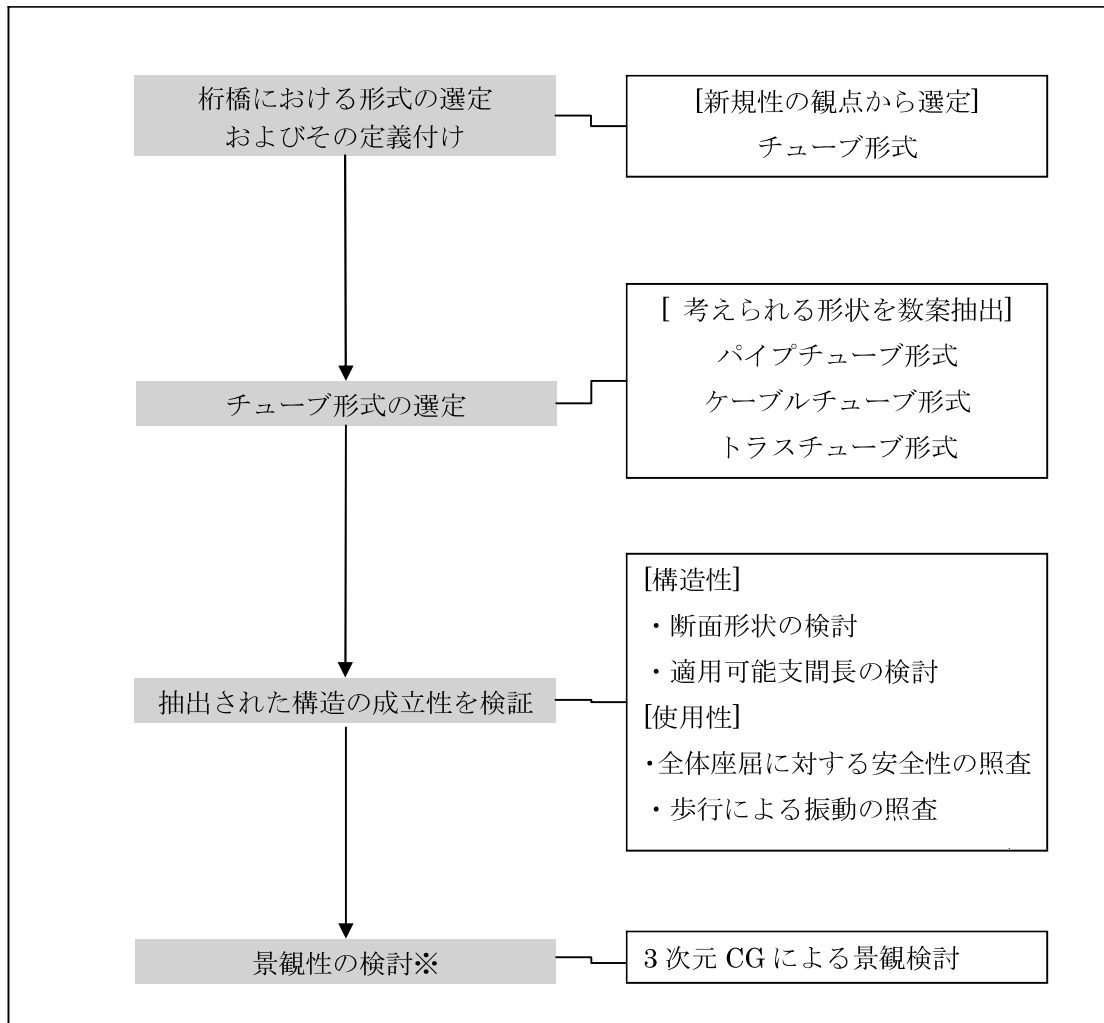 桁橋における形式の選定
およびその定義付け
[新規性の観点から選定]
チューブ形式
[ 考えられる形状を数案抽出]
パイプチューブ形式
ケーブルチューブ形式
トラスチューブ形式
チューブ形式の選定
[構造性]
・断面形状の検討
・適用可能支間長の検討
[使用性]
・全体座屈に対する安全性の照査
・歩行による振動の照査
抽出された構造の成立性を検証
景観性の検討※
3 次元 CG による景観検討